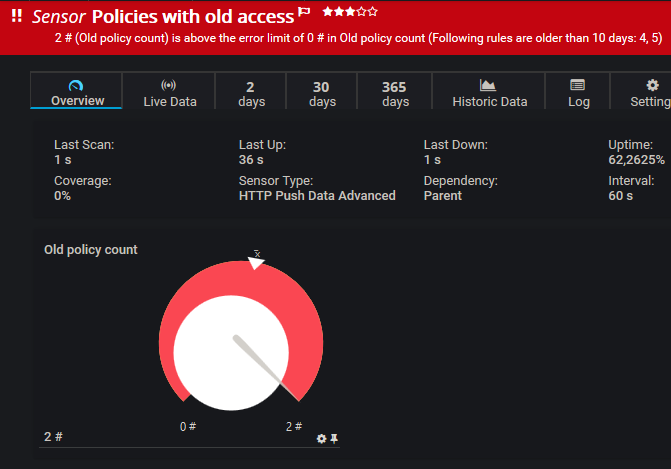 !! Sensor Policies with old access
2 # (Old policy count) is above the error limit of 0 # in Old policy count (Following rules are older than 10 days: 4, 5)
Overview
Live Data
2 days
30 days
365 days
Historic Data
Log
Setting
Last Scan:
1 s
Last Up:
36 s
Last Down:
1 s
Uptime:
62,2625%
Coverage:
0%
Sensor Type:
HTTP Push Data Advanced
Dependency:
Parent
Interval:
60 s
Old policy count
x̄
0 #
2 #
2 #